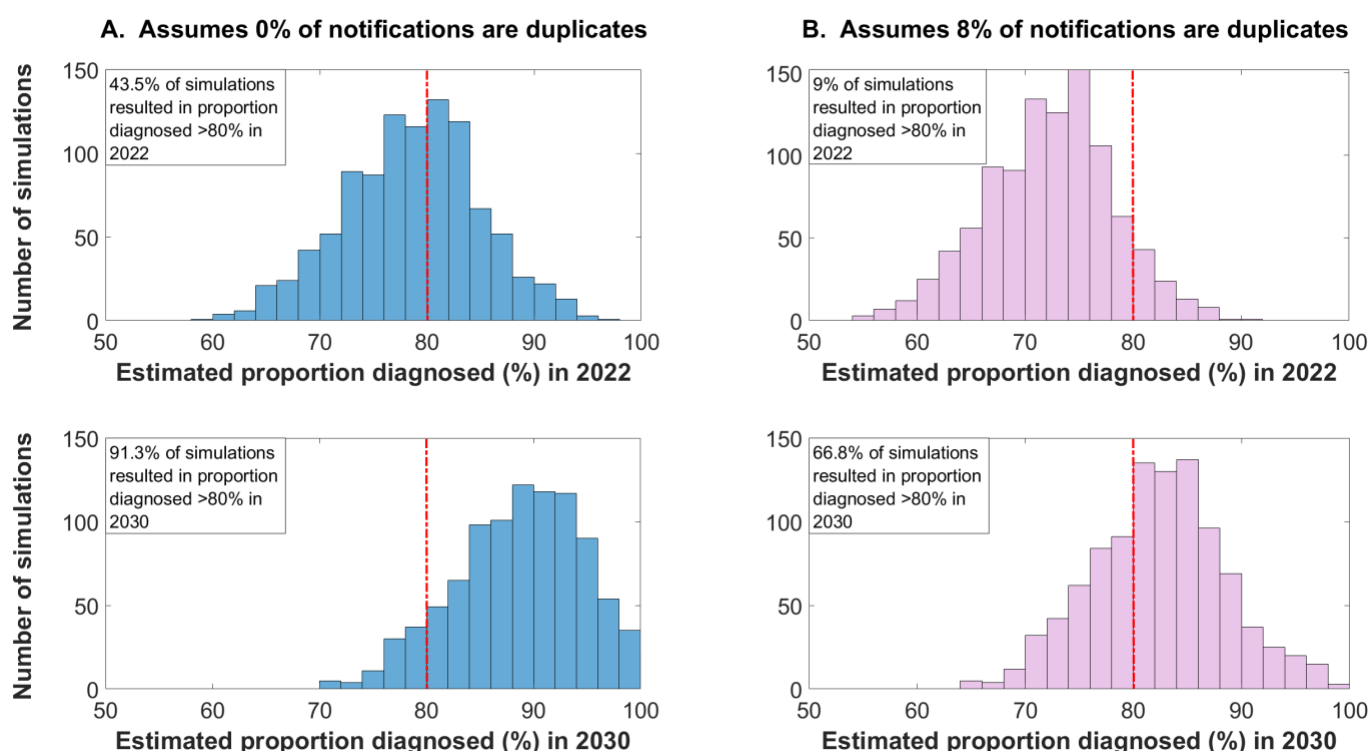 A. Assumes 0% of notifications are duplicates
B. Assumes 8% of notifications are duplicates
Number of simulations
150
100
50
0
43.5% of simulations
resulted in proportion
diagnosed >80% in
2022
50 60 70 80 90 100
Estimated proportion diagnosed (%) in 2022
150
100
50
0
9% of simulations
resulted in proportion
diagnosed >80% in
2022
50 60 70 80 90 100
Estimated proportion diagnosed (%) in 2022
Number of simulations
150
100
50
0
91.3% of simulations
resulted in proportion
diagnosed >80% in
2030
50 60 70 80 90 100
Estimated proportion diagnosed (%) in 2030
150
100
50
0
66.8% of simulations
resulted in proportion
diagnosed >80% in
2030
50 60 70 80 90 100
Estimated proportion diagnosed (%) in 2030